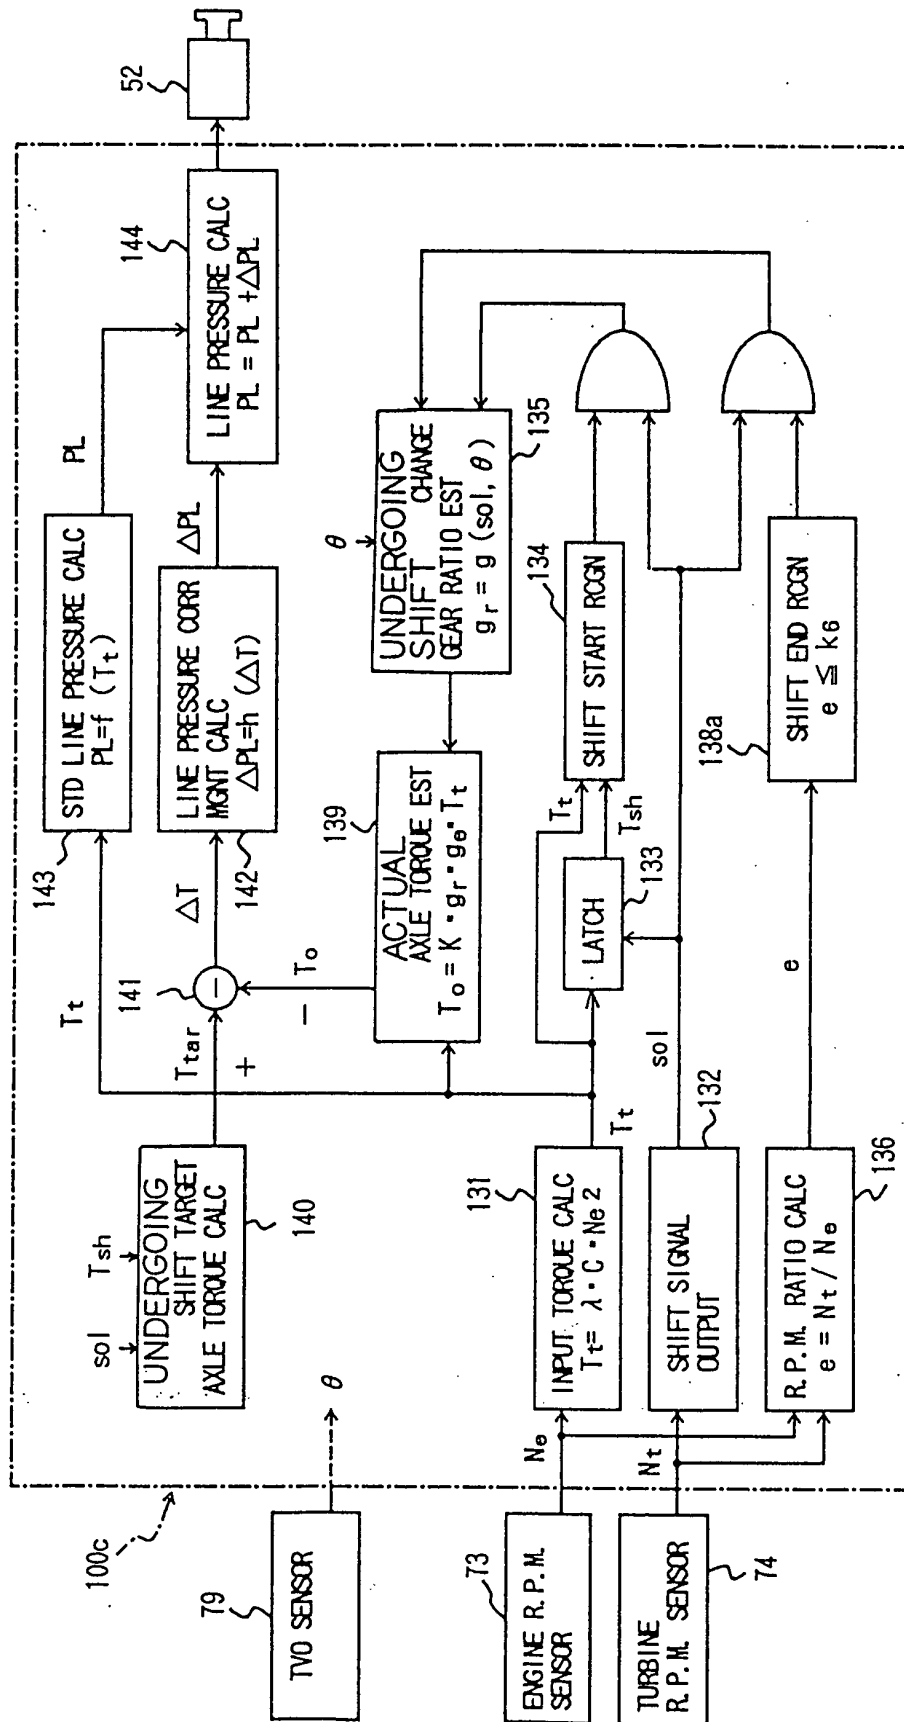 100c
79
TVO SENSOR
θ
73
ENGINE R.P.M.
SENSOR
TURBINE
R.P.M. SENSOR
74
Ne
Nt
sol
Tsh
UNDERGOING
SHIFT TARGET
AXLE TORQUE CALC
140
131
INPUT TORQUE CALC
Tt= λ・C・Ne2
SHIFT SIGNAL
OUTPUT
132
R.P.M. RATIO CALC
e = Nt/Ne
136
Tt
sol
e
Tt
Ttar
+
−
141
−
To
ΔT
143
STD LINE PRESSURE CALC
PL=f (Tt)
LINE PRESSURE CORR
MGNT CALC
ΔPL=h (ΔT)
142
139
ACTUAL
AXLE TORQUE EST
To = K・gr・ge・Tt
LATCH
133
Tt
Tsh
134
SHIFT START RCGN
138a
SHIFT END RCGN
e ≦ k6
PL
ΔPL
θ
UNDERGOING
SHIFT CHANGE
GEAR RATIO EST
gr = g (sol, θ)
135
144
LINE PRESSURE CALC
PL = PL +ΔPL
52